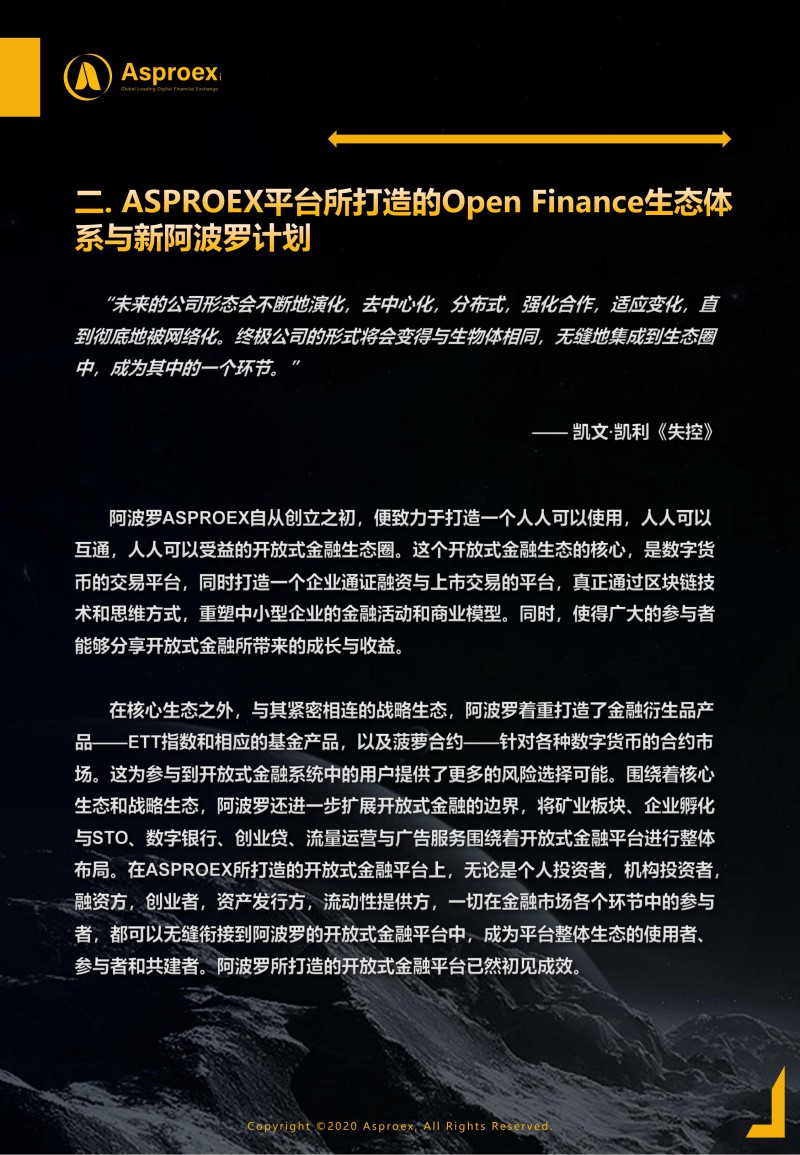 Asproex
Global Leading Digital Financial Exchange
二. ASPROEX平台所打造的Open Finance生态体
系与新阿波罗计划
“未来的公司形态会不断地演化，去中心化，分布式，强化合作，适应变化，直
到彻底地被网络化。终极公司的形式将会变得与生物体相同，无缝地集成到生态圈
中，成为其中的一个环节。”
—— 凯文·凯利《失控》
阿波罗ASPROEX自从创立之初，便致力于打造一个人人可以使用，人人可以
互通，人人可以受益的开放式金融生态圈。这个开放式金融生态的核心，是数字货
币的交易平台，同时打造一个企业通证融资与上市交易的平台，真正通过区块链技
术和思维方式，重塑中小型企业的金融活动和商业模型。同时，使得广大的参与者
能够分享开放式金融所带来的成长与收益。
在核心生态之外，与其紧密相连的战略生态，阿波罗着重打造了金融衍生品产
品——ETT指数和相应的基金产品，以及菠萝合约——针对各种数字货币的合约市
场。这为参与到开放式金融系统中的用户提供了更多的风险选择可能。围绕着核心
生态和战略生态，阿波罗还进一步扩展开放式金融的边界，将矿业板块、企业孵化
与STO、数字银行、创业贷、流量运营与广告服务围绕着开放式金融平台进行整体
布局。在ASPROEX所打造的开放式金融平台上，无论是个人投资者，机构投资者，
融资方，创业者，资产发行方，流动性提供方，一切在金融市场各个环节中的参与
者，都可以无缝衔接到阿波罗的开放式金融平台中，成为平台整体生态的使用者、
参与者和共建者。阿波罗所打造的开放式金融平台已然初见成效。
Copyright ©2020 Asproex, All Rights Reserved.